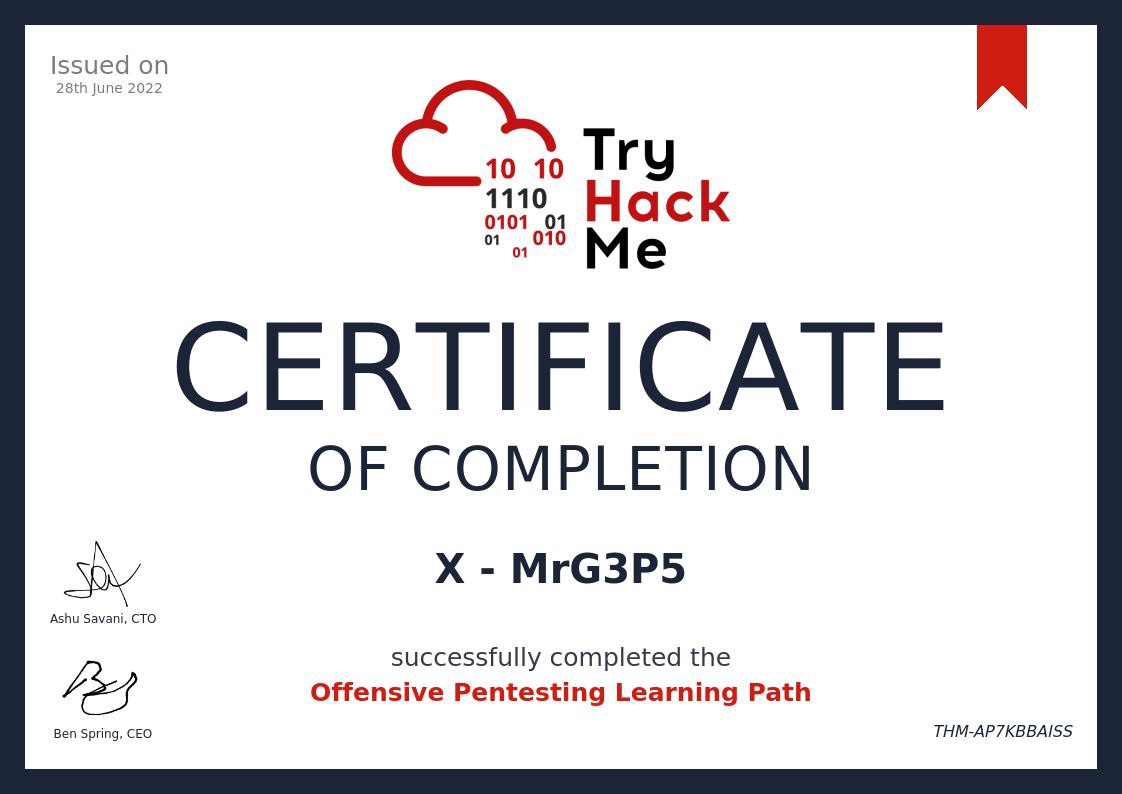 Issued on
28th June 2022
Try
Hack
Me
10 10
1110
0101 01
01 010
01
CERTIFICATE
OF COMPLETION
X - MrG3P5
successfully completed the
Offensive Pentesting Learning Path
Ashu Savani, CTO
Ben Spring, CEO
THM-AP7KBBAISS